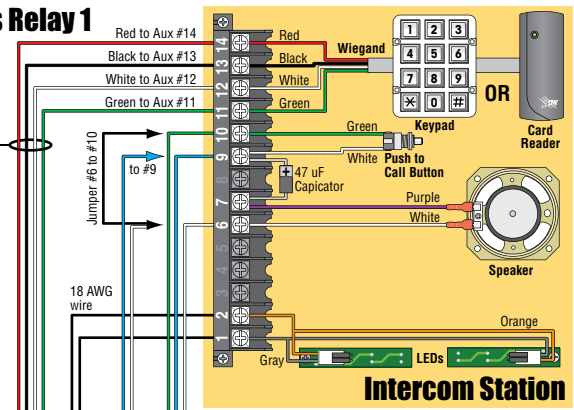 s Relay 1
Red to Aux #14
Black to Aux #13
White to Aux #12
Green to Aux #11
Jumper #6 to #10
to #9
18 AWG
wire
14
13
12
11
10
9
8
7
6
5
4
3
2
1
Red
Black
White
Green
Wiegand
1 2 3
4 5 6
7 8 9
* 0 #
Keypad
OR
DK
Card
Reader
Green
White
Push to
Call Button
+
47 uF
Capicator
Purple
White
Speaker
Orange
Gray
LEDs
Intercom Station